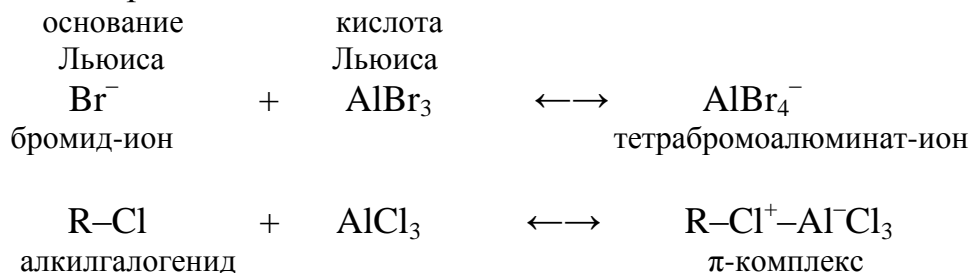 основание кислота
Льюиса Льюиса
Br⁻ + AlBr₃ ←→ AlBr₄⁻
бромид-ион тетрабромоалюминат-ион
R–Cl + AlCl₃ ←→ R–Cl⁺–Al⁻Cl₃
алкилгалогенид π-комплекс